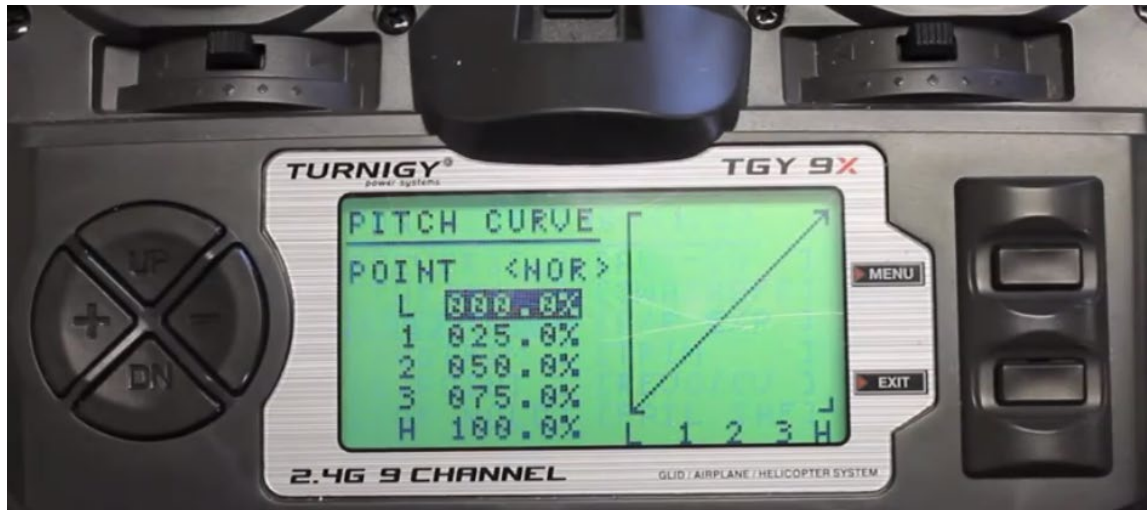 TURNIGY®
power systems
TGY 9X
PITCH CURVE
POINT <NOR>
L 000.0%
1 025.0%
2 050.0%
3 075.0%
H 100.0%
L 1 2 3 H
UP
+ -
DN
MENU
EXIT
2.4G 9 CHANNEL
GLID / AIRPLANE / HELICOPTER SYSTEM